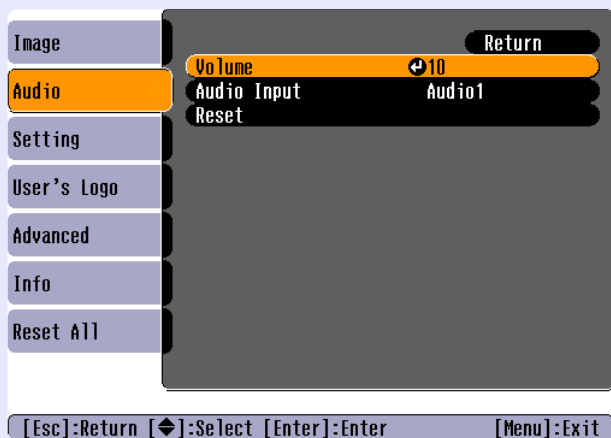 Image
Audio
Setting
User's Logo
Advanced
Info
Reset All
Return
Volume 10
Audio Input Audio1
Reset
[Esc]:Return [◆]:Select [Enter]:Enter [Menu]:Exit